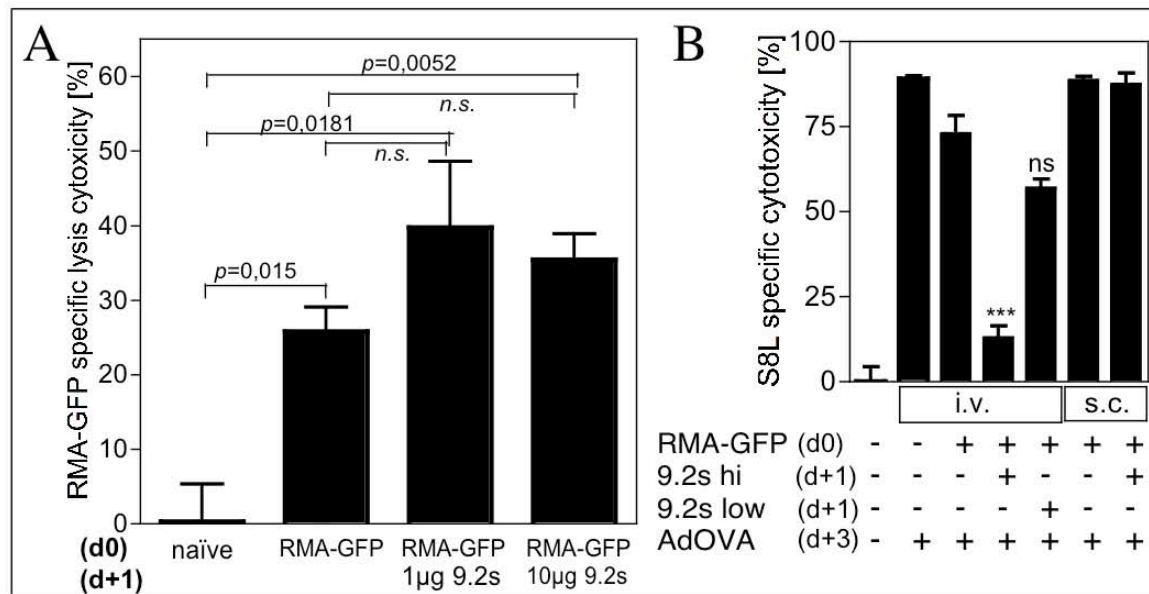 A
RMA-GFP specific lysis cytoxicity [%]
60
50
40
30
20
10
0
p=0,0052
n.s.
p=0,0181
n.s.
p=0,015
(d0) naïve RMA-GFP RMA-GFP RMA-GFP
(d+1) 1µg 9.2s 10µg 9.2s
B
S8L specific cytotoxicity [%]
100
75
50
25
0
***
ns
i.v. s.c.
RMA-GFP (d0) - - + + + + +
9.2s hi (d+1) - - - + - - +
9.2s low (d+1) - - - - + - -
AdOVA (d+3) - + + + + + +